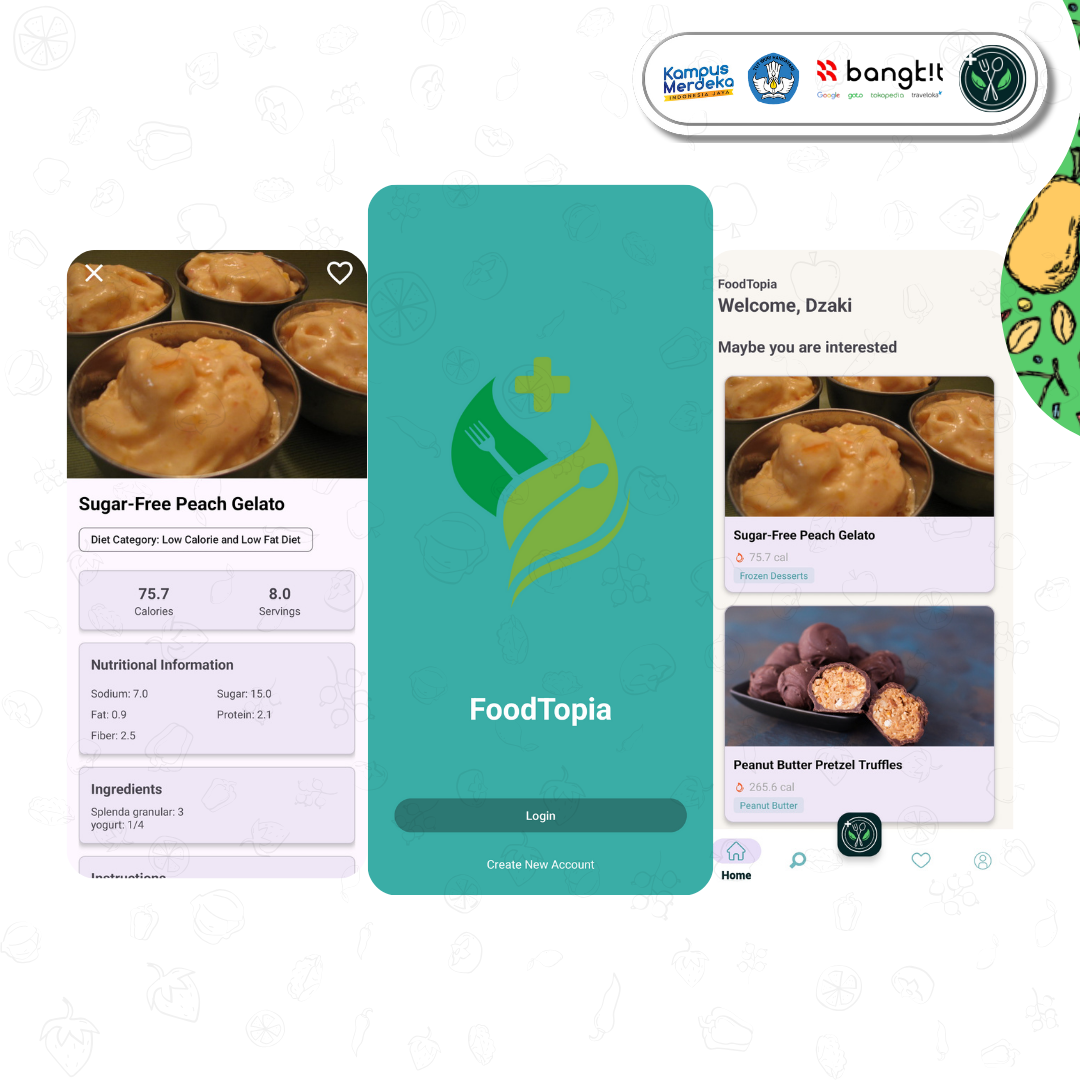 Kampus
Merdeka
INDONESIA JAYA
bangk!t
Google goto tokopedia traveloka
Sugar-Free Peach Gelato
Diet Category: Low Calorie and Low Fat Diet
75.7 8.0
Calories Servings
Nutritional Information
Sodium: 7.0 Sugar: 15.0
Fat: 0.9 Protein: 2.1
Fiber: 2.5
Ingredients
Splenda granular: 3
yogurt: 1/4
Instructions
FoodTopia
Login
Create New Account
FoodTopia
Welcome, Dzaki
Maybe you are interested
Sugar-Free Peach Gelato
75.7 cal
Frozen Desserts
Peanut Butter Pretzel Truffles
265.6 cal
Peanut Butter
Home